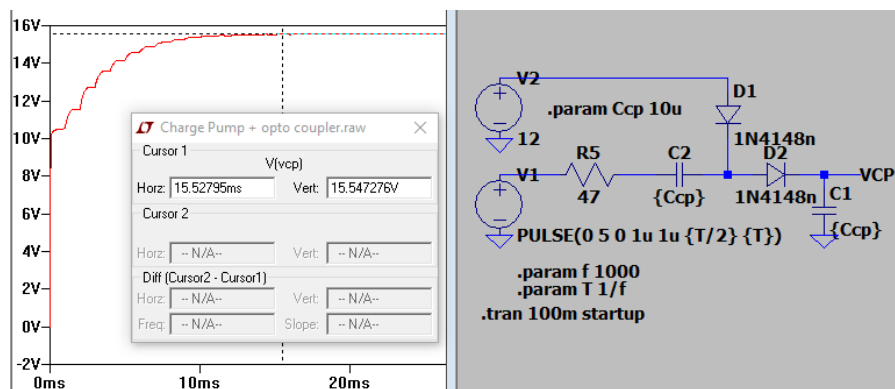 16V
14V
12V
10V
8V
6V
4V
2V
0V
-2V
0ms
10ms
20ms
Charge Pump + opto coupler.raw
Cursor 1
V(vcp)
Horz: 15.52795ms Vert: 15.547276V
Cursor 2
Horz: -- N/A-- Vert: -- N/A--
Diff (Cursor2 - Cursor1)
Horz: -- N/A-- Vert: -- N/A--
Freq: -- N/A-- Slope: -- N/A--
V2
12
.param Ccp 10u
D1
1N4148n
V1
R5
47
C2
{Ccp}
D2
1N4148n
VCP
C1
{Ccp}
PULSE(0 5 0 1u 1u {T/2} {T})
.param f 1000
.param T 1/f
.tran 100m startup